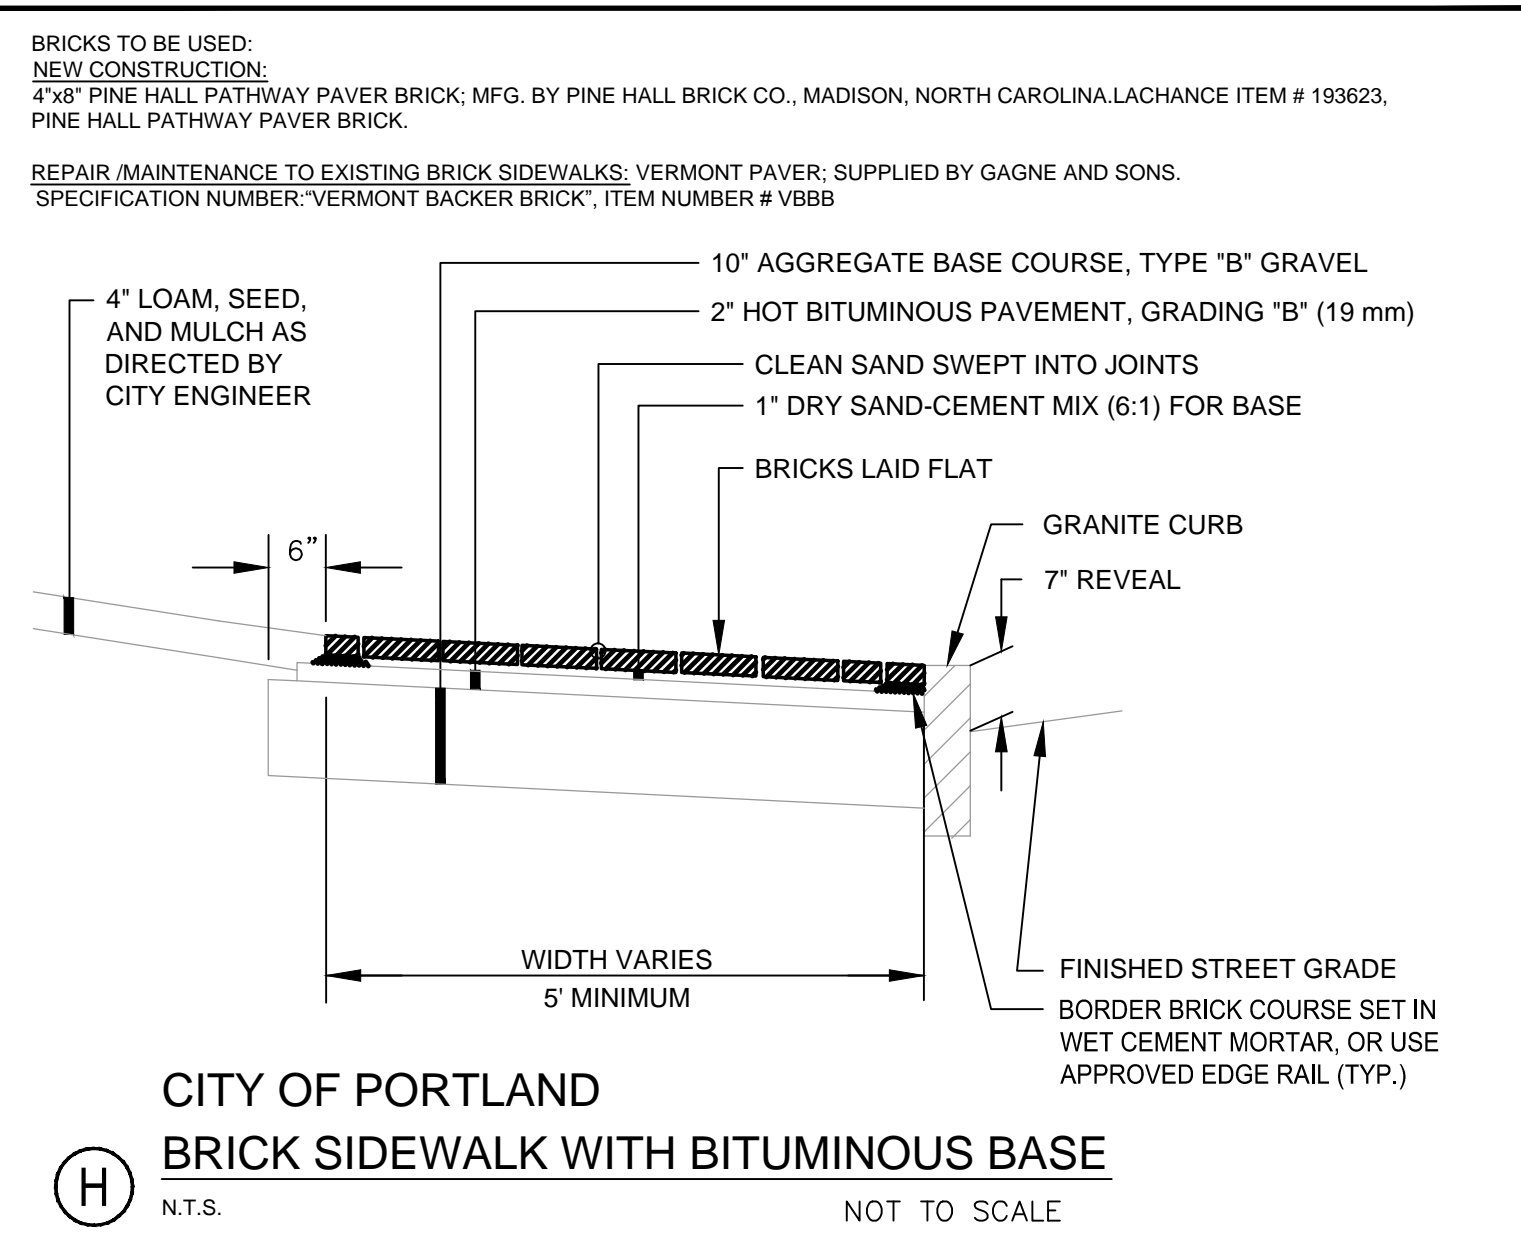 BRICKS TO BE USED:
NEW CONSTRUCTION:
4"x8" PINE HALL PATHWAY PAVER BRICK; MFG. BY PINE HALL BRICK CO., MADISON, NORTH CAROLINA.LACHANCE ITEM # 193623,
PINE HALL PATHWAY PAVER BRICK.
REPAIR /MAINTENANCE TO EXISTING BRICK SIDEWALKS: VERMONT PAVER; SUPPLIED BY GAGNE AND SONS.
SPECIFICATION NUMBER:“VERMONT BACKER BRICK”, ITEM NUMBER # VBBB
10" AGGREGATE BASE COURSE, TYPE "B" GRAVEL
4" LOAM, SEED,
AND MULCH AS
DIRECTED BY
CITY ENGINEER
2" HOT BITUMINOUS PAVEMENT, GRADING "B" (19 mm)
CLEAN SAND SWEPT INTO JOINTS
1" DRY SAND-CEMENT MIX (6:1) FOR BASE
BRICKS LAID FLAT
GRANITE CURB
6”
7" REVEAL
WIDTH VARIES
5' MINIMUM
FINISHED STREET GRADE
BORDER BRICK COURSE SET IN
WET CEMENT MORTAR, OR USE
APPROVED EDGE RAIL (TYP.)
CITY OF PORTLAND
BRICK SIDEWALK WITH BITUMINOUS BASE
H
N.T.S.
NOT TO SCALE